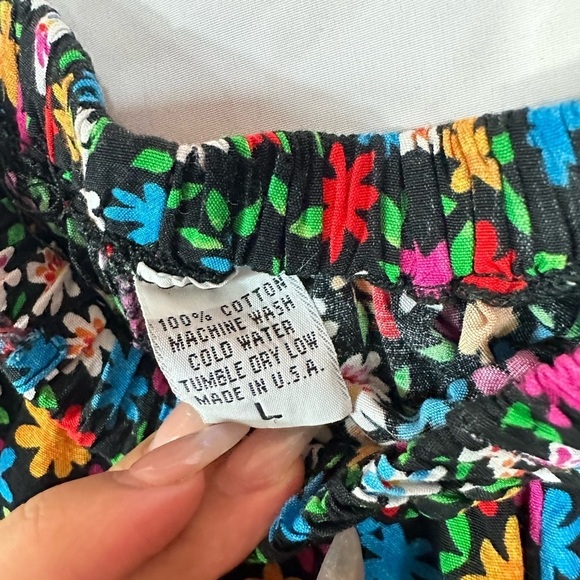 100% COTTON
MACHINE WASH
COLD WATER
TUMBLE DRY LOW
MADE IN U.S.A.
L